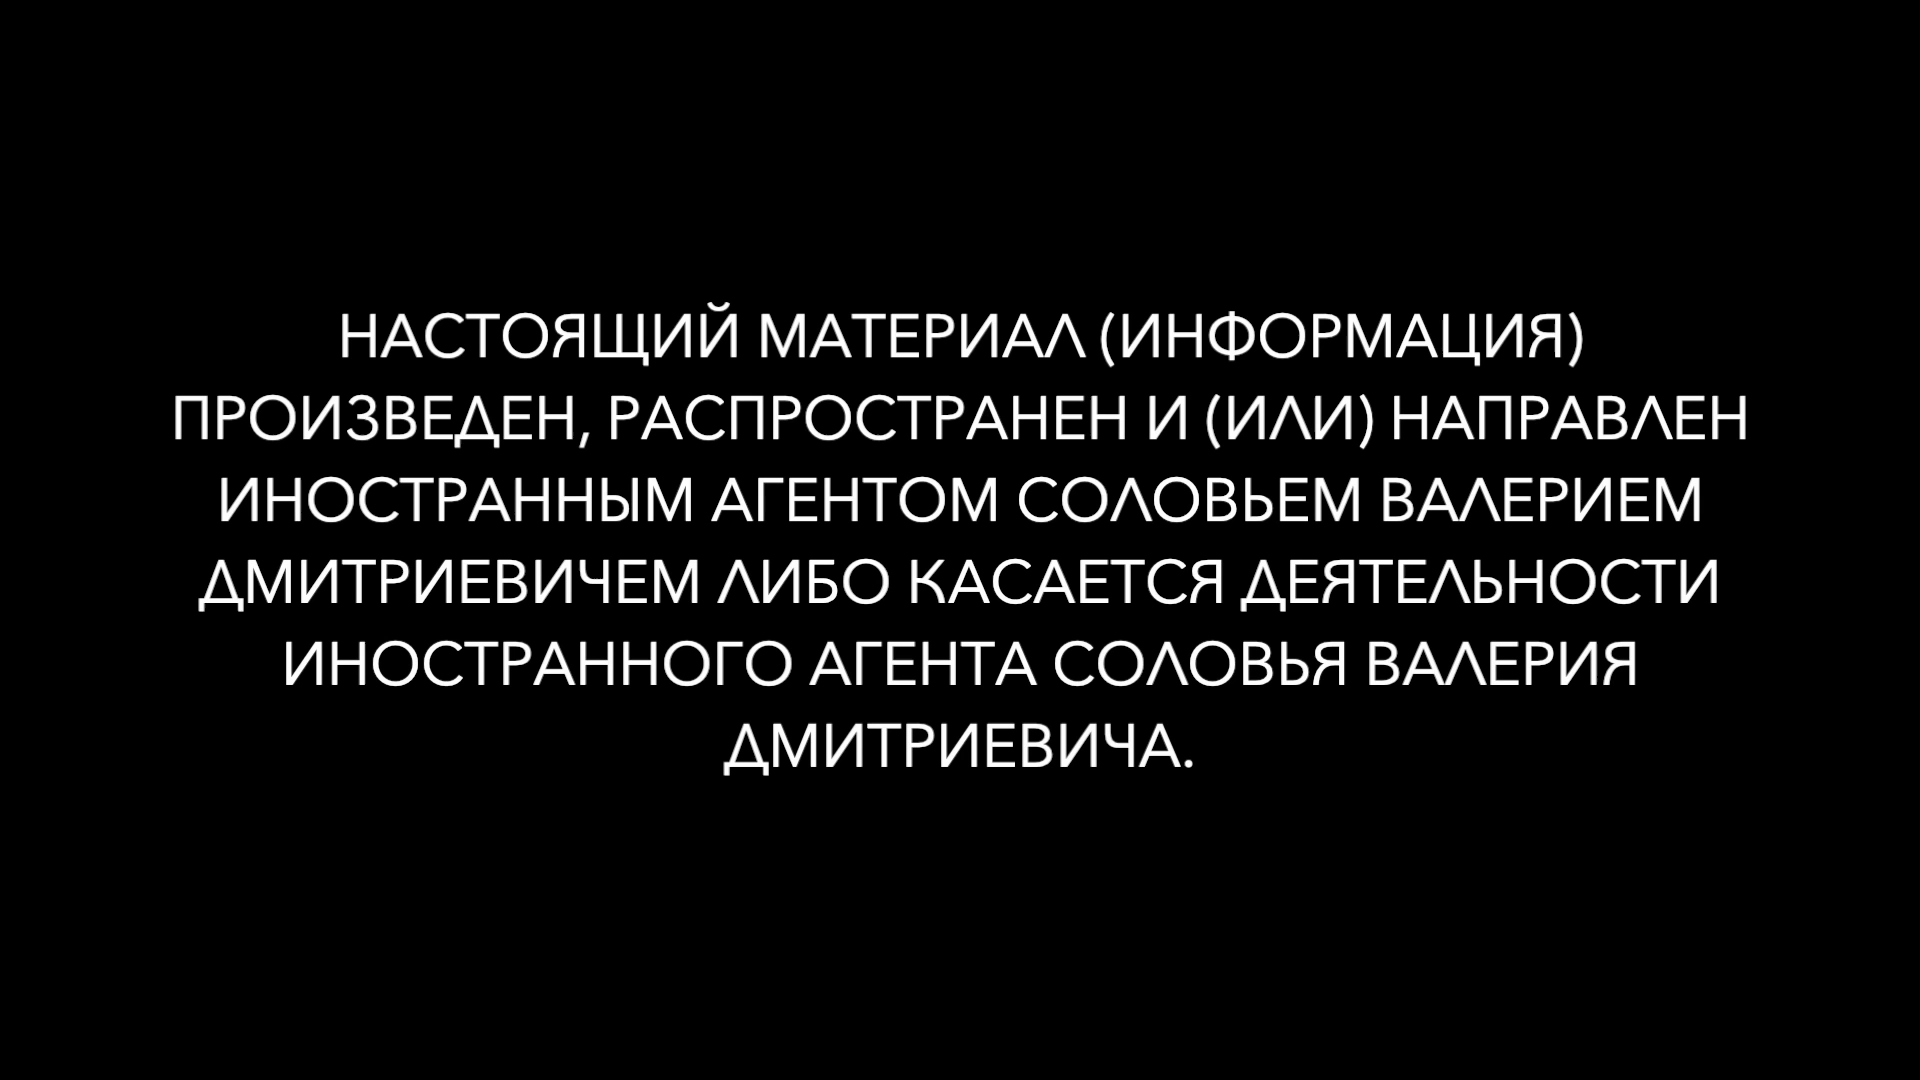 НАСТОЯЩИЙ МАТЕРИАЛ (ИНФОРМАЦИЯ)
ПРОИЗВЕДЕН, РАСПРОСТРАНЕН И (ИЛИ) НАПРАВЛЕН
ИНОСТРАННЫМ АГЕНТОМ СОЛОВЬЕМ ВАЛЕРИЕМ
ДМИТРИЕВИЧЕМ ЛИБО КАСАЕТСЯ ДЕЯТЕЛЬНОСТИ
ИНОСТРАННОГО АГЕНТА СОЛОВЬЯ ВАЛЕРИЯ
ДМИТРИЕВИЧА.